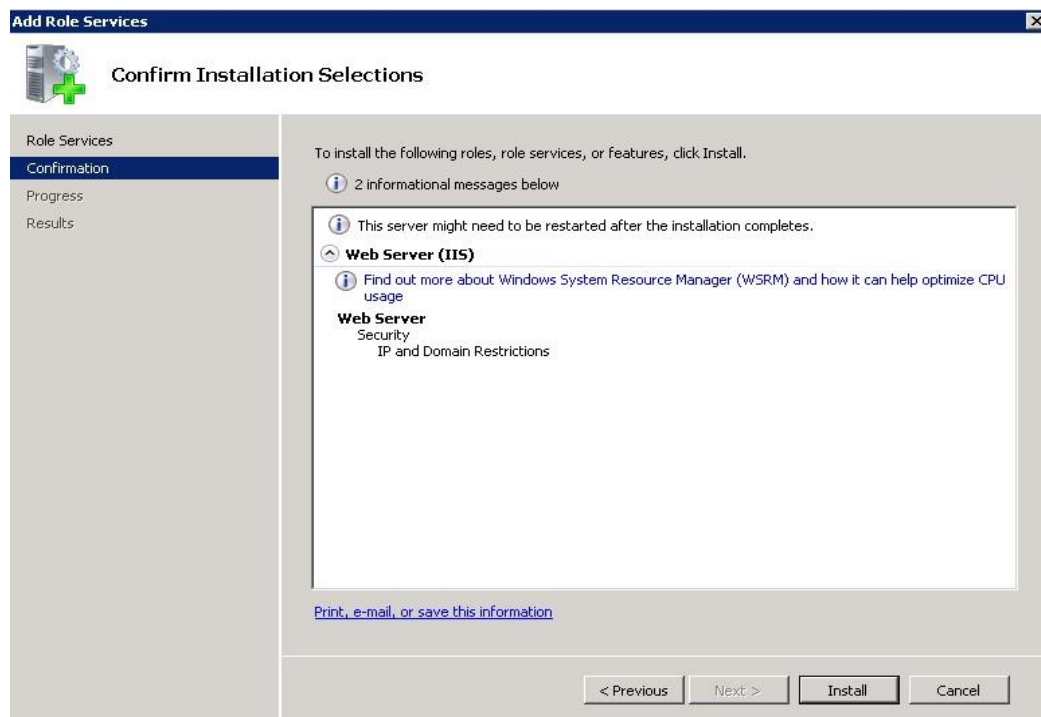 Add Role Services
Confirm Installation Selections
Role Services
Confirmation
Progress
Results
To install the following roles, role services, or features, click Install.
2 informational messages below
This server might need to be restarted after the installation completes.
Web Server (IIS)
Find out more about Windows System Resource Manager (WSRM) and how it can help optimize CPU
usage
Web Server
Security
IP and Domain Restrictions
Print, e-mail, or save this information
< Previous
Next >
Install
Cancel